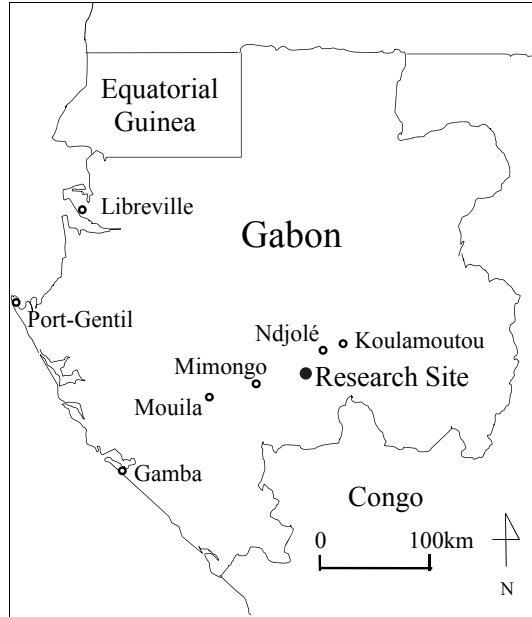 Equatorial
Guinea
Libreville
Gabon
Port-Gentil
Ndjolé
Koulamoutou
Mimongo
Research Site
Mouila
Gamba
Congo
0 100km
N